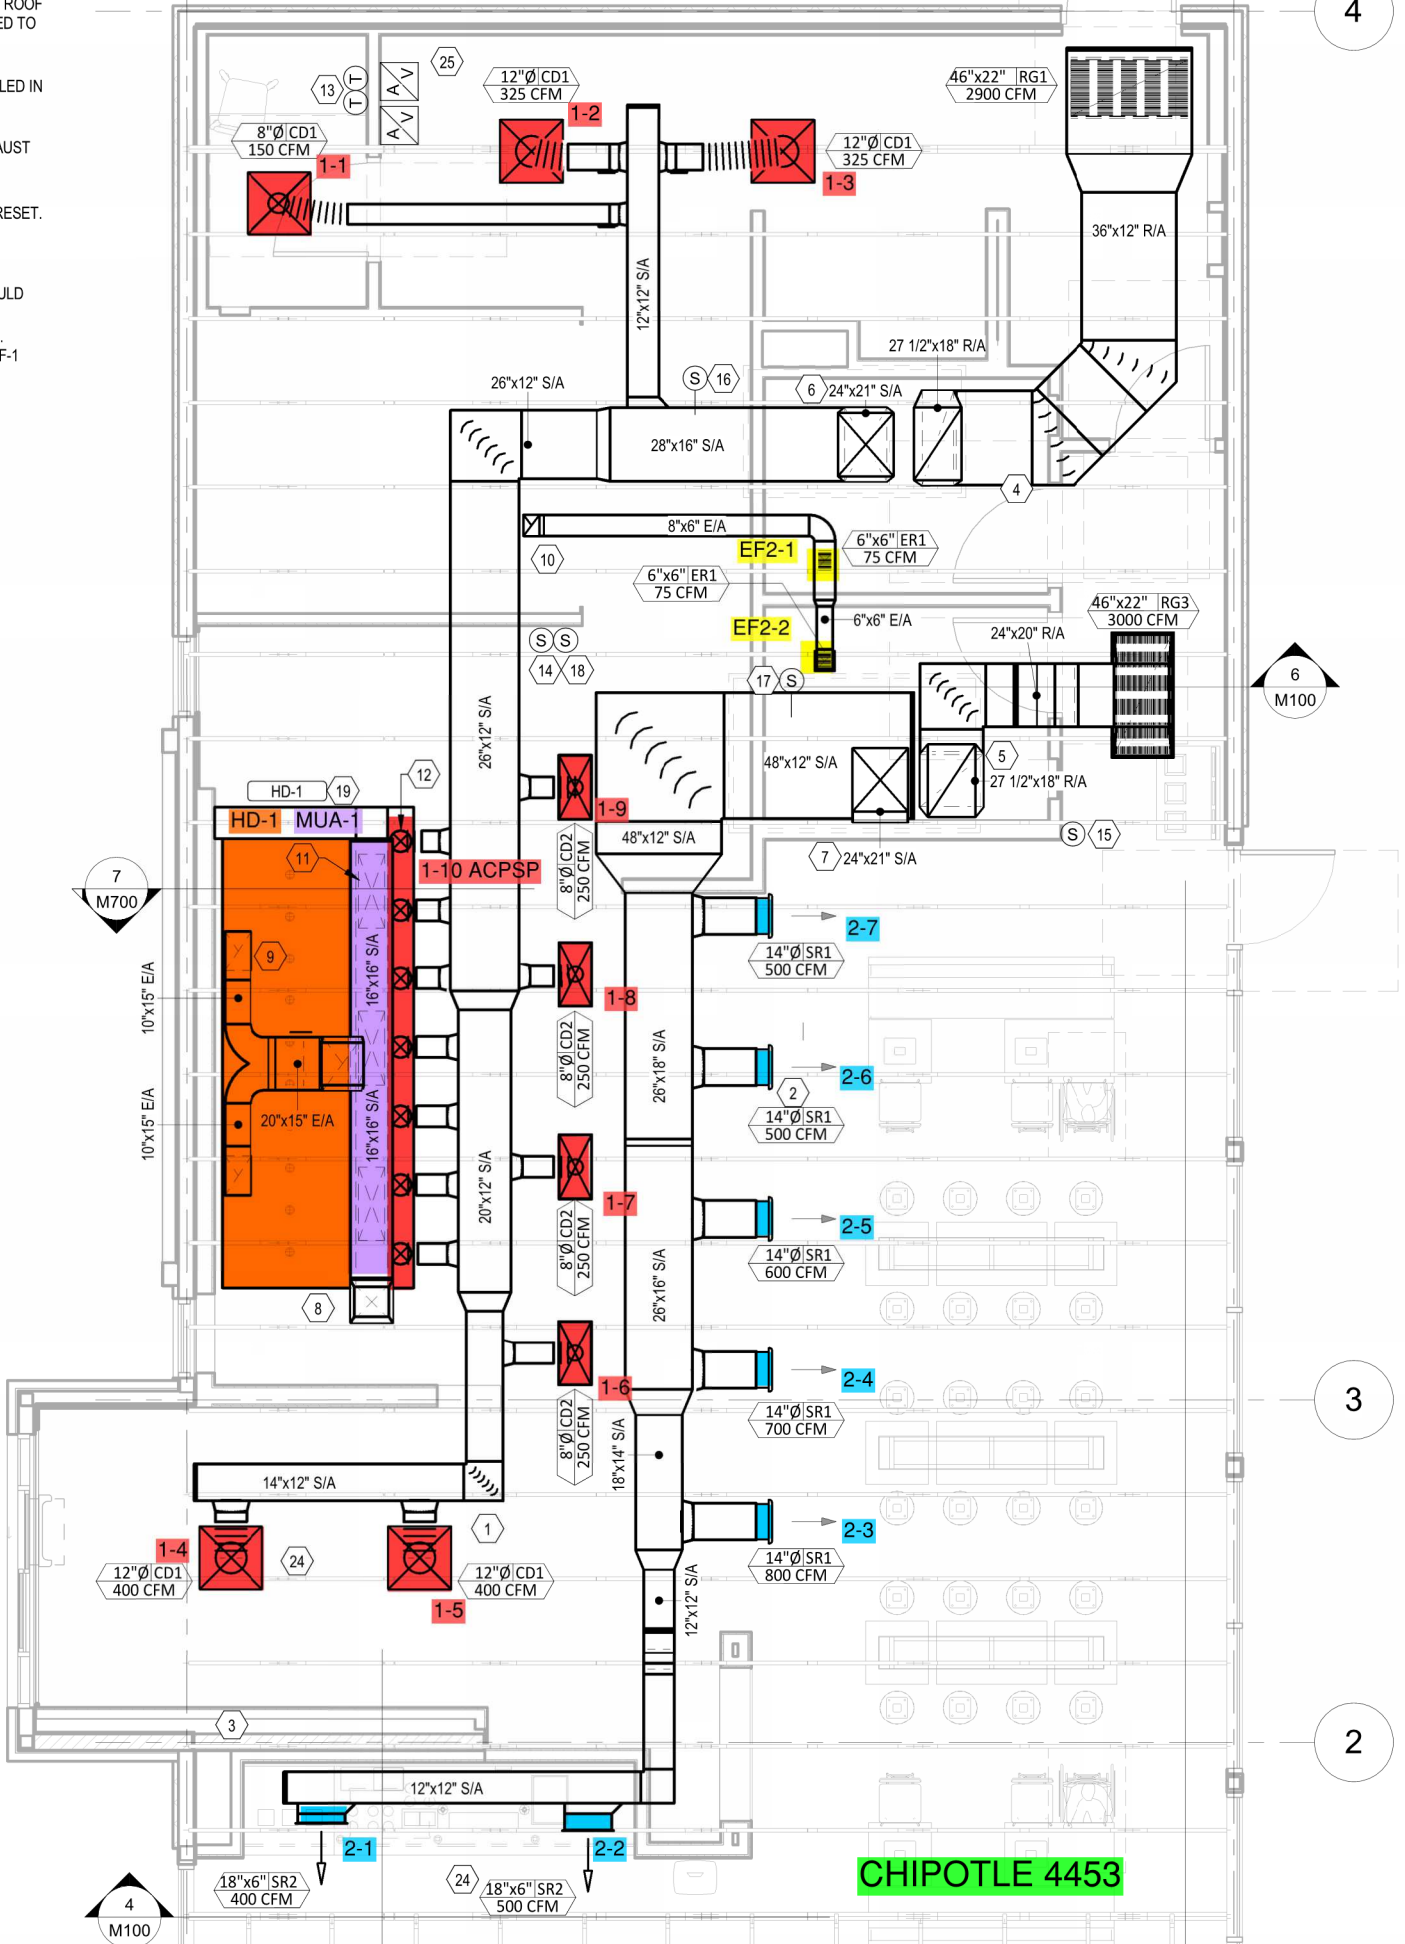 ROOF
ED TO
LED IN
AUST
RESET.
ULD
.
F-1
4
13
T
T
A V
A V
25
12"Ø CD1
325 CFM
1-2
46"x22" RG1
2900 CFM
8"Ø CD1
150 CFM
1-1
12"Ø CD1
325 CFM
1-3
36"x12" R/A
12"x12" S/A
27 1/2"x18" R/A
26"x12" S/A
S
16
6
24"x21" S/A
28"x16" S/A
4
8"x6" E/A
10
EF2-1
6"x6" ER1
75 CFM
6"x6" ER1
75 CFM
EF2-2
6"x6" E/A
46"x22" RG3
3000 CFM
24"x20" R/A
S S
14 18
17
S
6
M100
26"x12" S/A
48"x12" S/A
5
27 1/2"x18" R/A
HD-1
19
12
HD-1
MUA-1
1-9
48"x12" S/A
S
15
11
1-10 ACPSP
8"Ø CD2
250 CFM
7
24"x21" S/A
7
M700
2-7
14"Ø SR1
500 CFM
9
16"x16" S/A
10"x15" E/A
1-8
26"x18" S/A
8"Ø CD2
250 CFM
2-6
2
14"Ø SR1
500 CFM
20"x15" E/A
10"x15" E/A
16"x16" S/A
20"x12" S/A
1-7
2-5
14"Ø SR1
600 CFM
8"Ø CD2
250 CFM
26"x16" S/A
8
1-6
2-4
14"Ø SR1
700 CFM
3
8"Ø CD2
250 CFM
18"x14" S/A
14"x12" S/A
1
2-3
14"Ø SR1
800 CFM
1-4
12"Ø CD1
400 CFM
24
12"Ø CD1
400 CFM
1-5
12"x12" S/A
3
2
12"x12" S/A
2-1
2-2
18"x6" SR2
400 CFM
24
18"x6" SR2
500 CFM
CHIPOTLE 4453
4
M100